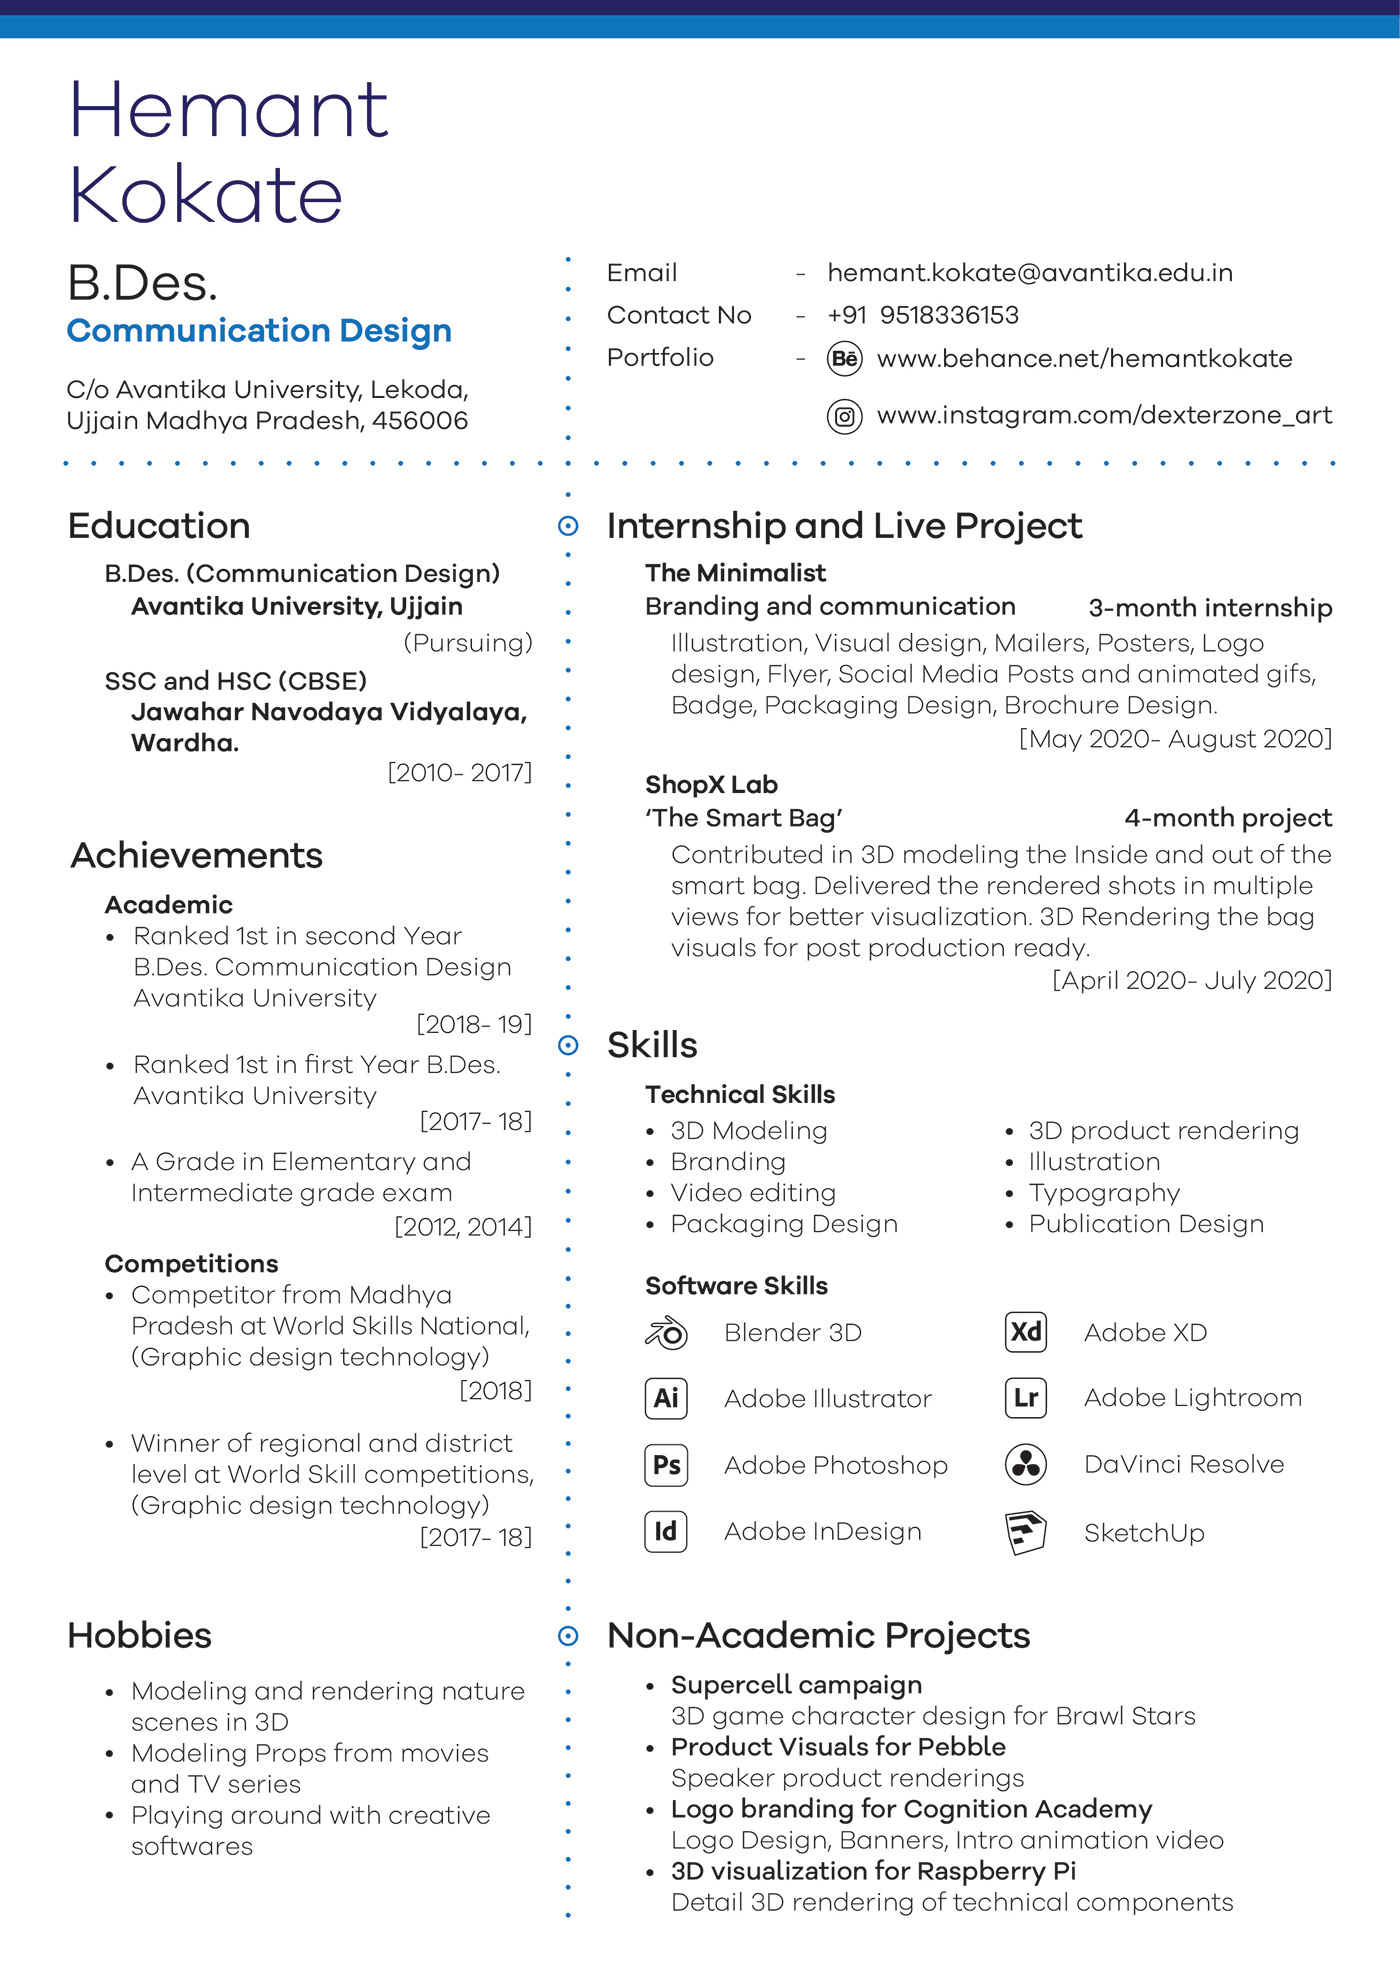 Hemant
Kokate
B.Des.
Communication Design
C/o Avantika University, Lekoda,
Ujjain Madhya Pradesh, 456006
Email - hemant.kokate@avantika.edu.in
Contact No - +91 9518336153
Portfolio - Bē www.behance.net/hemantkokate
www.instagram.com/dexterzone_art
Education
B.Des. (Communication Design)
Avantika University, Ujjain
(Pursuing)
SSC and HSC (CBSE)
Jawahar Navodaya Vidyalaya,
Wardha.
[2010- 2017]
Achievements
Academic
• Ranked 1st in second Year
B.Des. Communication Design
Avantika University
[2018- 19]
• Ranked 1st in first Year B.Des.
Avantika University
[2017- 18]
• A Grade in Elementary and
Intermediate grade exam
[2012, 2014]
Competitions
• Competitor from Madhya
Pradesh at World Skills National,
(Graphic design technology)
[2018]
• Winner of regional and district
level at World Skill competitions,
(Graphic design technology)
[2017- 18]
Hobbies
• Modeling and rendering nature
scenes in 3D
• Modeling Props from movies
and TV series
• Playing around with creative
softwares
Internship and Live Project
The Minimalist
Branding and communication 3-month internship
Illustration, Visual design, Mailers, Posters, Logo
design, Flyer, Social Media Posts and animated gifs,
Badge, Packaging Design, Brochure Design.
[May 2020- August 2020]
ShopX Lab
‘The Smart Bag’ 4-month project
Contributed in 3D modeling the Inside and out of the
smart bag. Delivered the rendered shots in multiple
views for better visualization. 3D Rendering the bag
visuals for post production ready.
[April 2020- July 2020]
Skills
Technical Skills
• 3D Modeling • 3D product rendering
• Branding • Illustration
• Video editing • Typography
• Packaging Design • Publication Design
Software Skills
Blender 3D Xd Adobe XD
Ai Adobe Illustrator Lr Adobe Lightroom
Ps Adobe Photoshop DaVinci Resolve
Id Adobe InDesign SketchUp
Non-Academic Projects
• Supercell campaign
3D game character design for Brawl Stars
• Product Visuals for Pebble
Speaker product renderings
• Logo branding for Cognition Academy
Logo Design, Banners, Intro animation video
• 3D visualization for Raspberry Pi
Detail 3D rendering of technical components